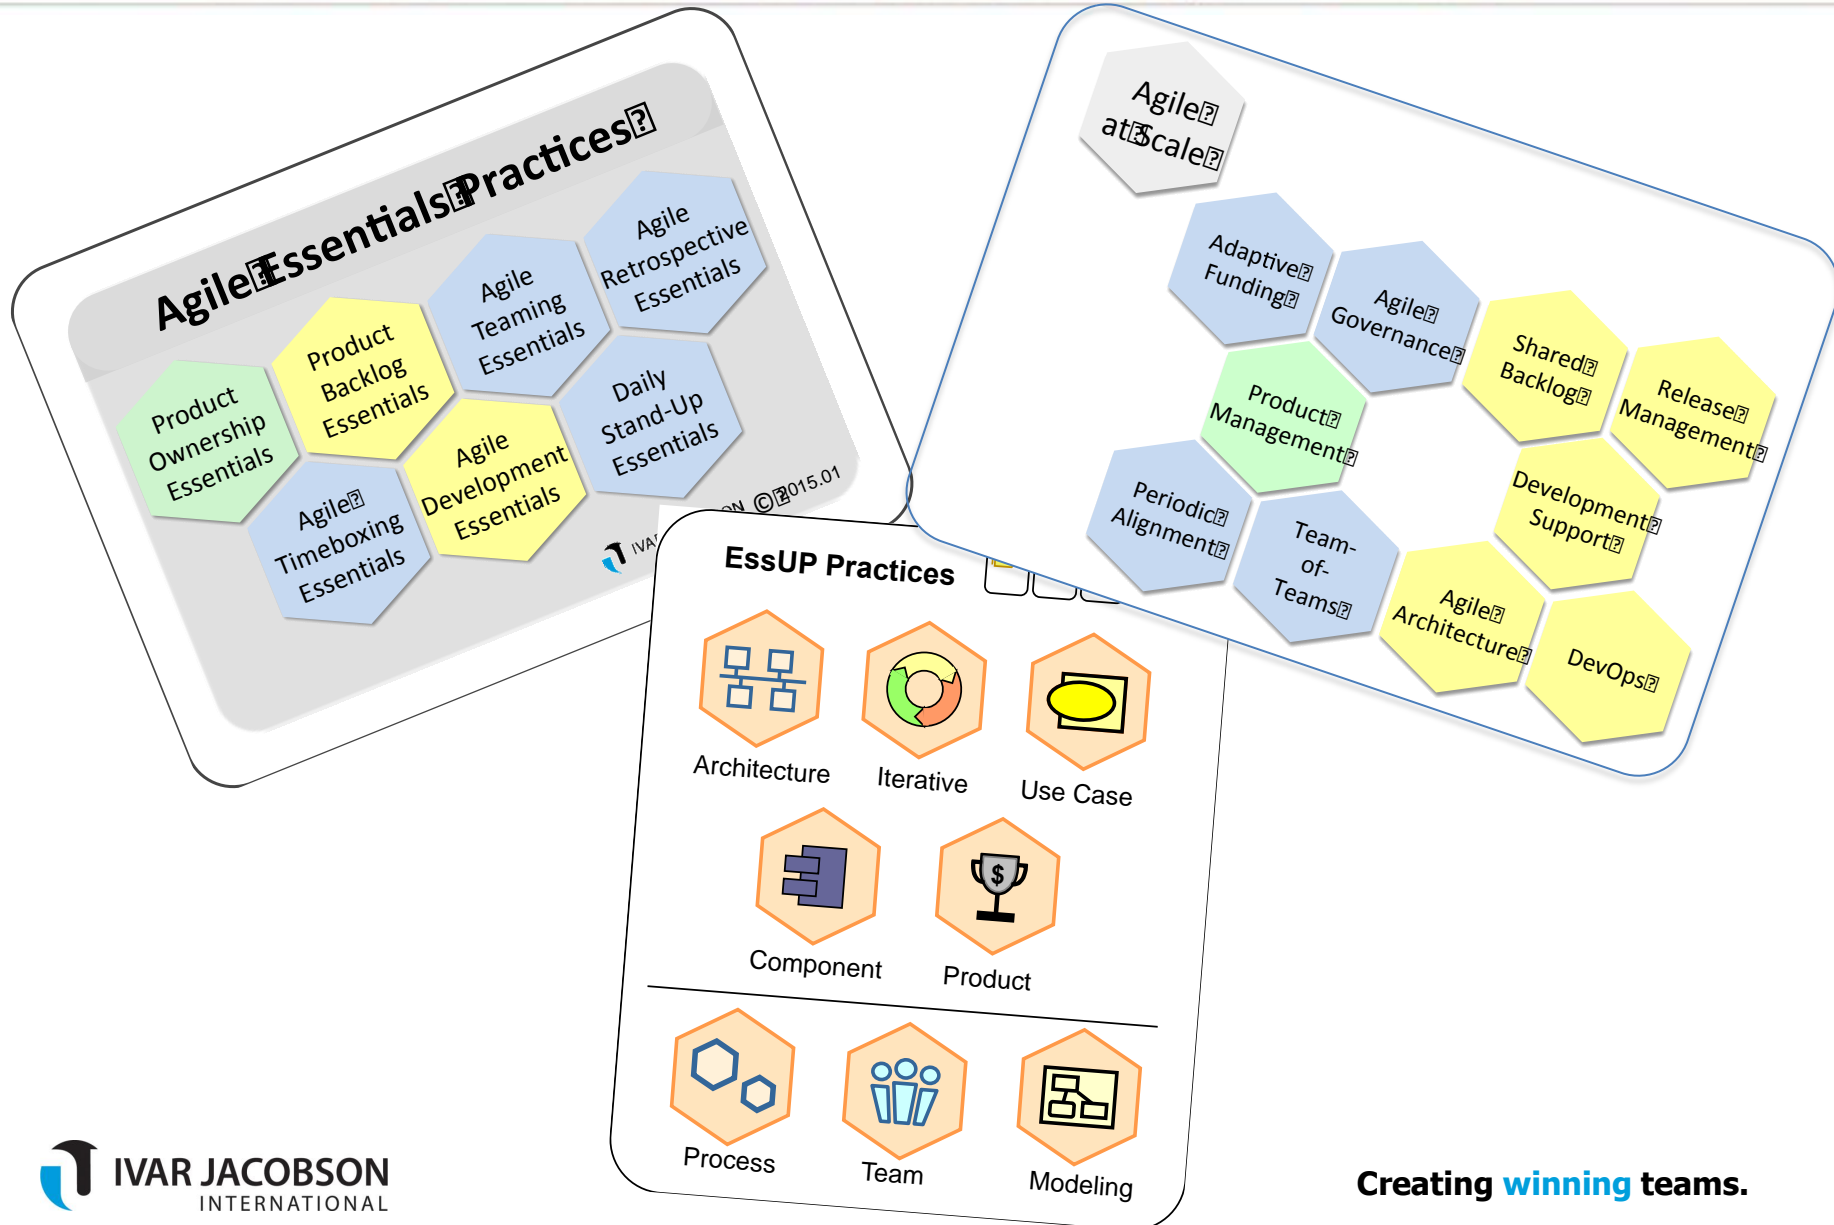 Agile Essentials Practices
Product
Ownership
Essentials
Product
Backlog
Essentials
Agile
Teaming
Essentials
Agile
Retrospective
Essentials
Agile
Timeboxing
Essentials
Agile
Development
Essentials
Daily
Stand-Up
Essentials
© 2015.01
Agile
at Scale
Adaptive
Funding
Agile
Governance
Shared
Backlog
Release
Management
Product
Management
Periodic
Alignment
Team-
of-
Teams
Development
Support
Agile
Architecture
DevOps
EssUP Practices
Architecture
Iterative
Use Case
Component
Product
Process
Team
Modeling
IVAR JACOBSON
INTERNATIONAL
Creating winning teams.